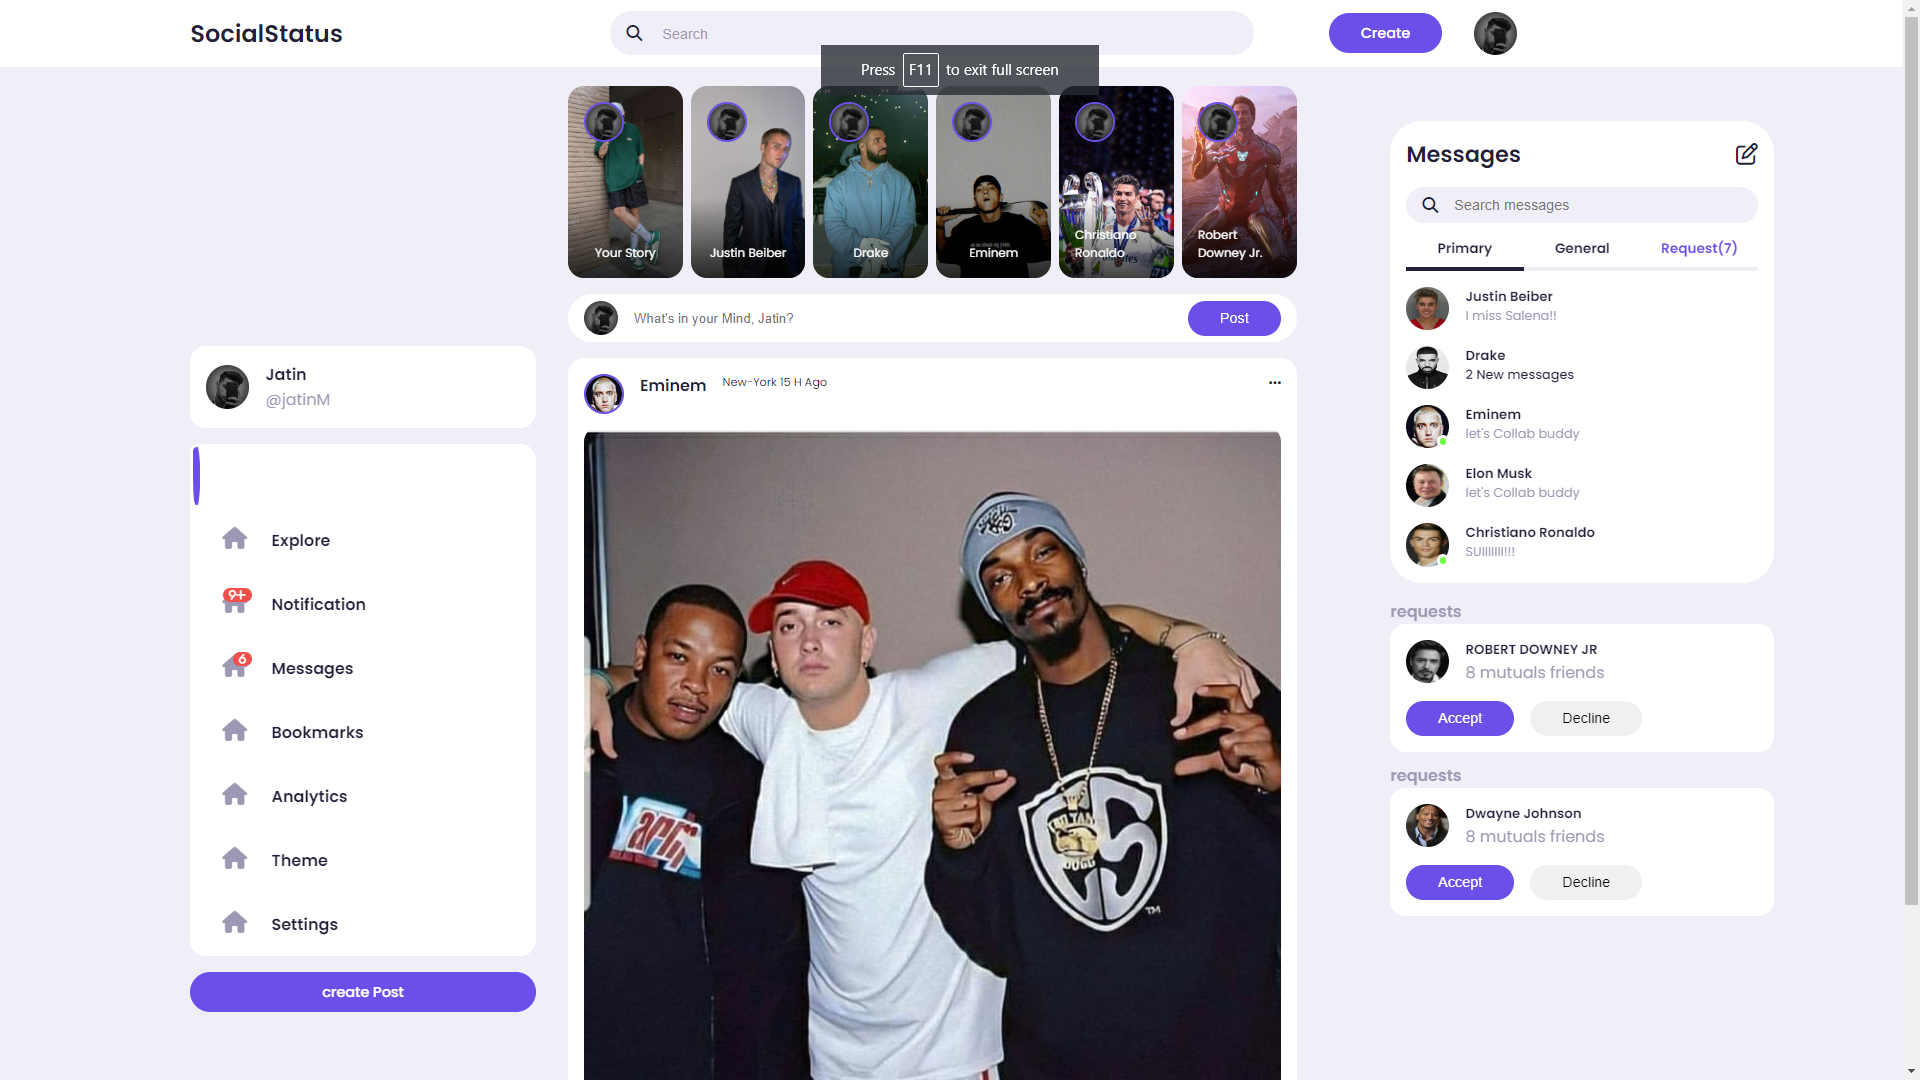 SocialStatus
Search
Create
Press F11 to exit full screen
Your Story
Justin Beiber
Drake
Eminem
Christiano
Ronaldo
Robert
Downey Jr.
What's in your Mind, Jatin?
Post
Eminem
New-York 15 H Ago
Jatin
@jatinM
Explore
9+
Notification
6
Messages
Bookmarks
Analytics
Theme
Settings
create Post
TM
Messages
Search messages
Primary
General
Request(7)
Justin Beiber
I miss Salena!!
Drake
2 New messages
Eminem
let's Collab buddy
Elon Musk
let's Collab buddy
Christiano Ronaldo
SUIIIIIII!!!
requests
ROBERT DOWNEY JR
8 mutuals friends
Accept
Decline
requests
Dwayne Johnson
8 mutuals friends
Accept
Decline